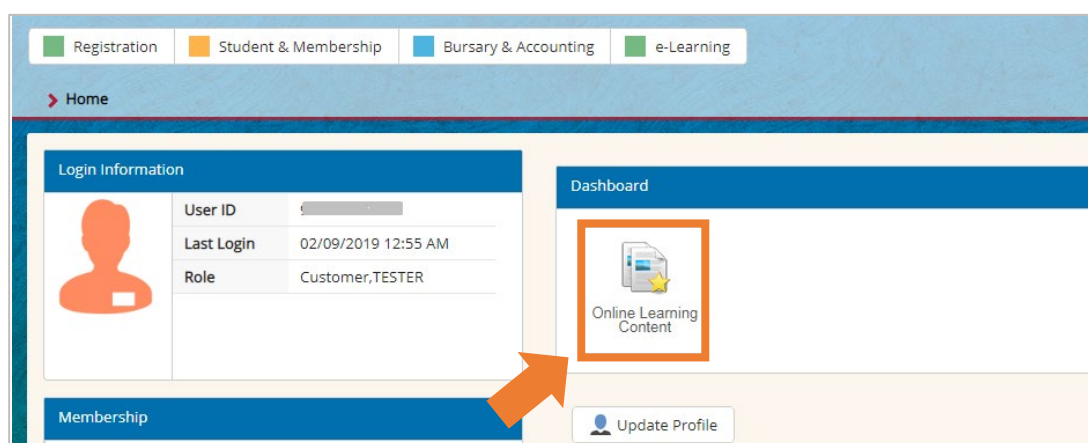 Registration Student & Membership Bursary & Accounting e-Learning
Home
Login Information
User ID
Last Login 02/09/2019 12:55 AM
Role Customer,TESTER
Dashboard
Online Learning
Content
Membership
Update Profile